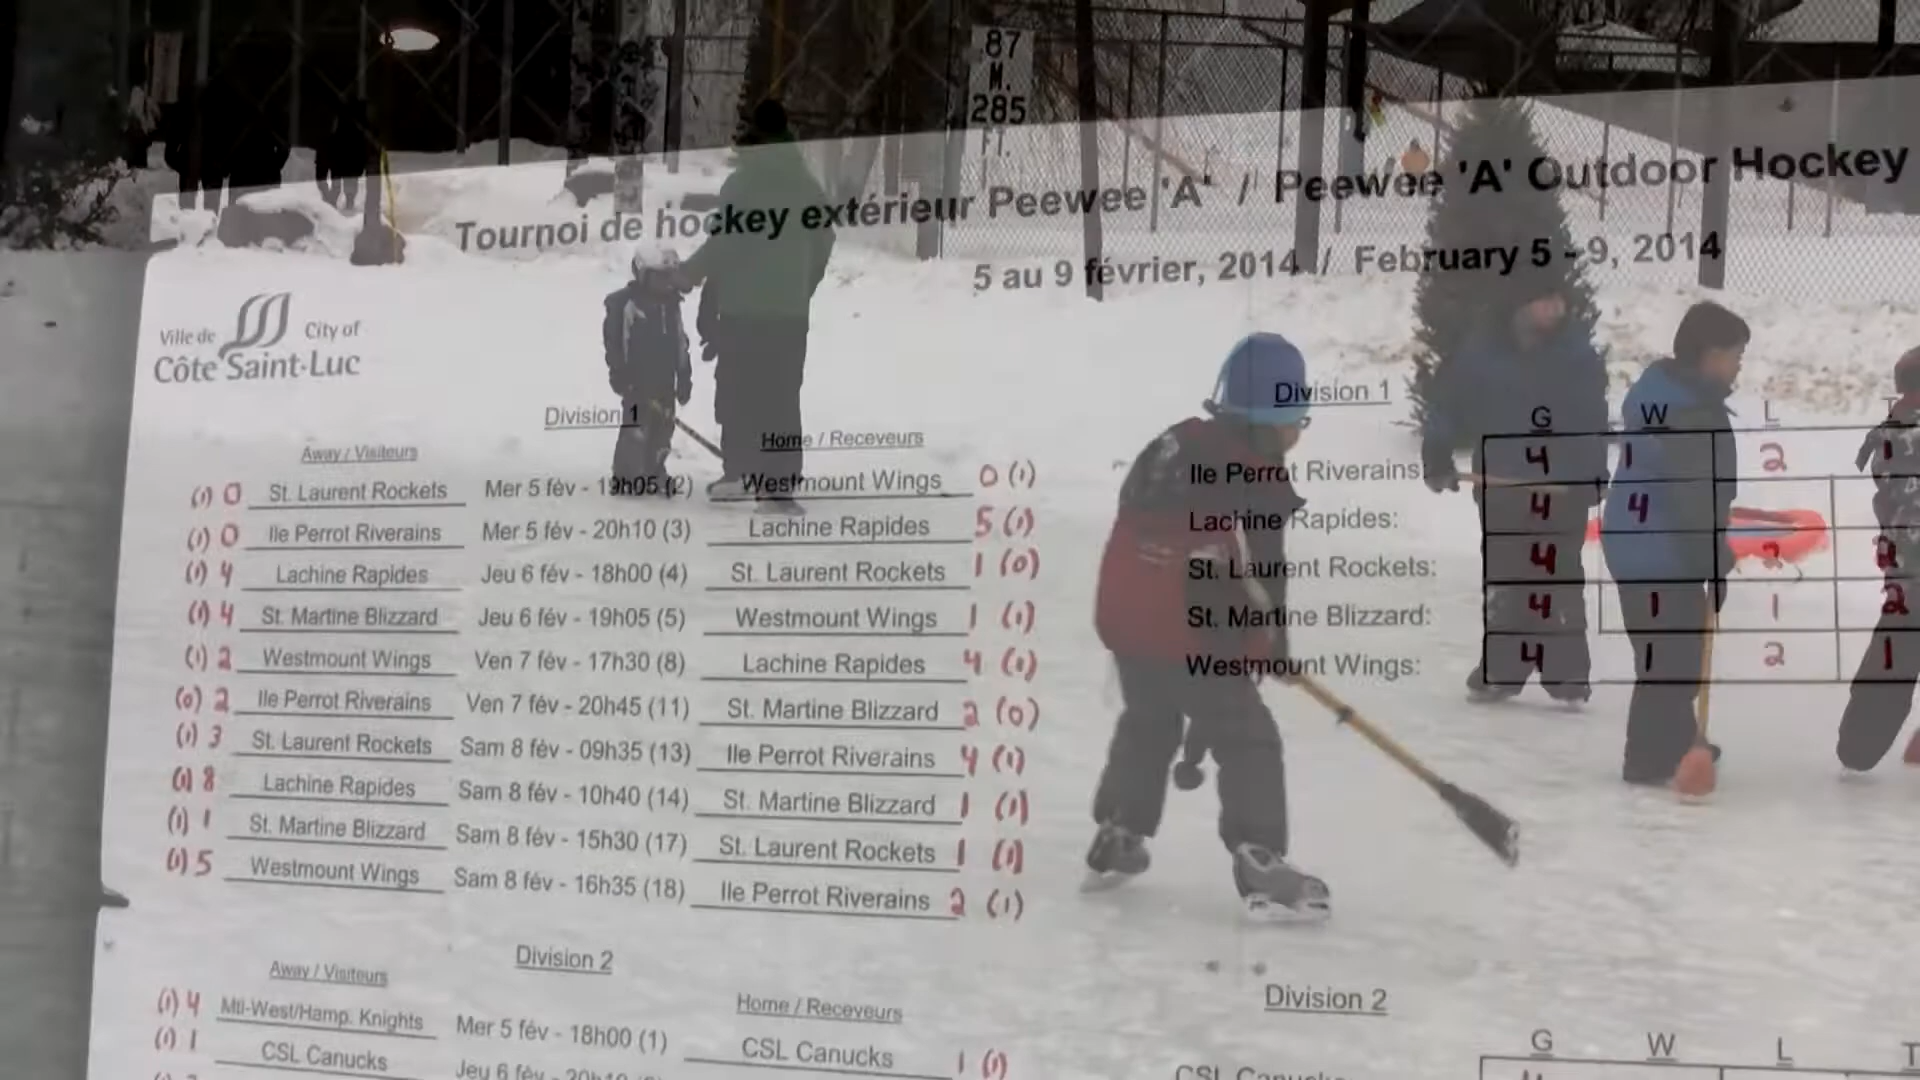 87
M.
285
FT.
Tournoi de hockey extérieur Peewee 'A' / Peewee 'A' Outdoor Hockey
5 au 9 février, 2014 / February 5 - 9, 2014
Ville de City of
Côte Saint-Luc
Division 1
Away / Visiteurs Home / Receveurs
(1) 0 St. Laurent Rockets Mer 5 fév - 19h05 (2) Westmount Wings 0 (1)
(1) 0 Ile Perrot Riverains Mer 5 fév - 20h10 (3) Lachine Rapides 5 (1)
(1) 4 Lachine Rapides Jeu 6 fév - 18h00 (4) St. Laurent Rockets 1 (0)
(1) 4 St. Martine Blizzard Jeu 6 fév - 19h05 (5) Westmount Wings 1 (1)
(1) 2 Westmount Wings Ven 7 fév - 17h30 (8) Lachine Rapides 4 (1)
(0) 2 Ile Perrot Riverains Ven 7 fév - 20h45 (11) St. Martine Blizzard 2 (0)
(1) 3 St. Laurent Rockets Sam 8 fév - 09h35 (13) Ile Perrot Riverains 4 (1)
8 Lachine Rapides Sam 8 fév - 10h40 (14) St. Martine Blizzard 1 (1)
(1) 1 St. Martine Blizzard Sam 8 fév - 15h30 (17) St. Laurent Rockets 1 (1)
(1) 5 Westmount Wings Sam 8 fév - 16h35 (18) Ile Perrot Riverains 2 (1)
Division 1
G W L T
Ile Perrot Riverains: 4 1 2 1
Lachine Rapides: 4 4
St. Laurent Rockets: 4 2 2
St. Martine Blizzard: 4 1 1 2
Westmount Wings: 4 1 2 1
Division 2
Away / Visiteurs Home / Receveurs
(1) 4 Mtl-West/Hamp. Knights Mer 5 fév - 18h00 (1) CSL Canucks 1 (1)
(1) 1 CSL Canucks Jeu 6 fév - 20h10
Division 2
G W L T
CSL Canucks